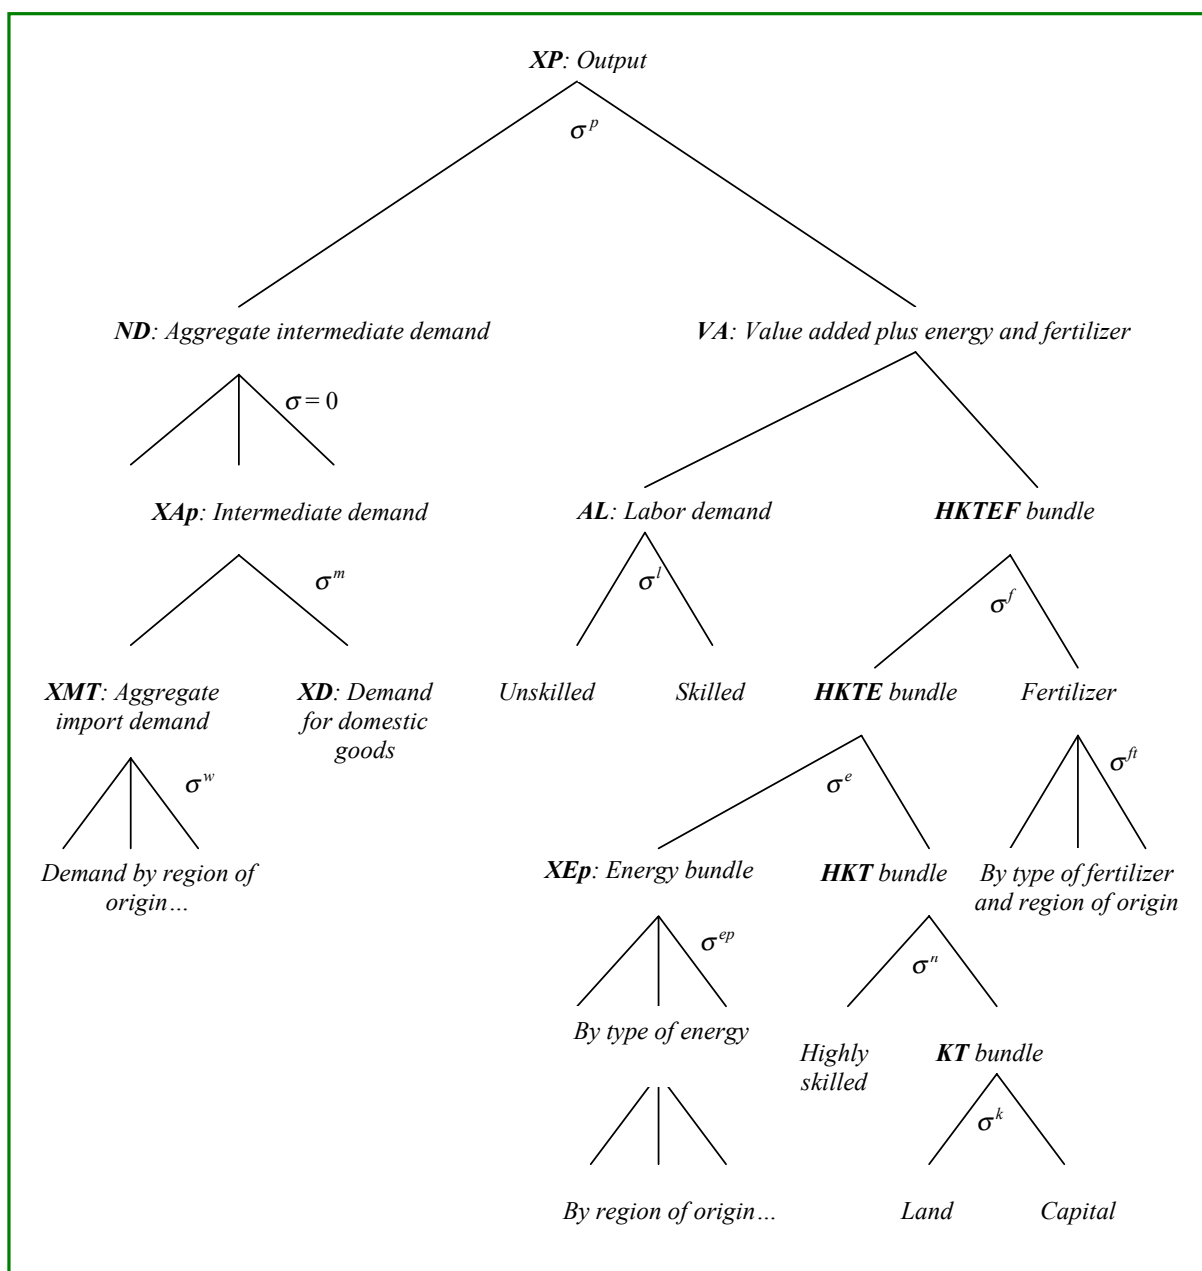 XP: Output
σ^p
ND: Aggregate intermediate demand
VA: Value added plus energy and fertilizer
σ = 0
XAp: Intermediate demand
AL: Labor demand
HKTEF bundle
σ^m
σ^l
σ^f
XMT: Aggregate
import demand
XD: Demand
for domestic
goods
Unskilled
Skilled
HKTE bundle
Fertilizer
σ^w
σ^e
σ^ft
Demand by region of
origin…
XEp: Energy bundle
HKT bundle
By type of fertilizer
and region of origin
σ^ep
σ^n
By type of energy
Highly
skilled
KT bundle
σ^k
By region of origin…
Land
Capital